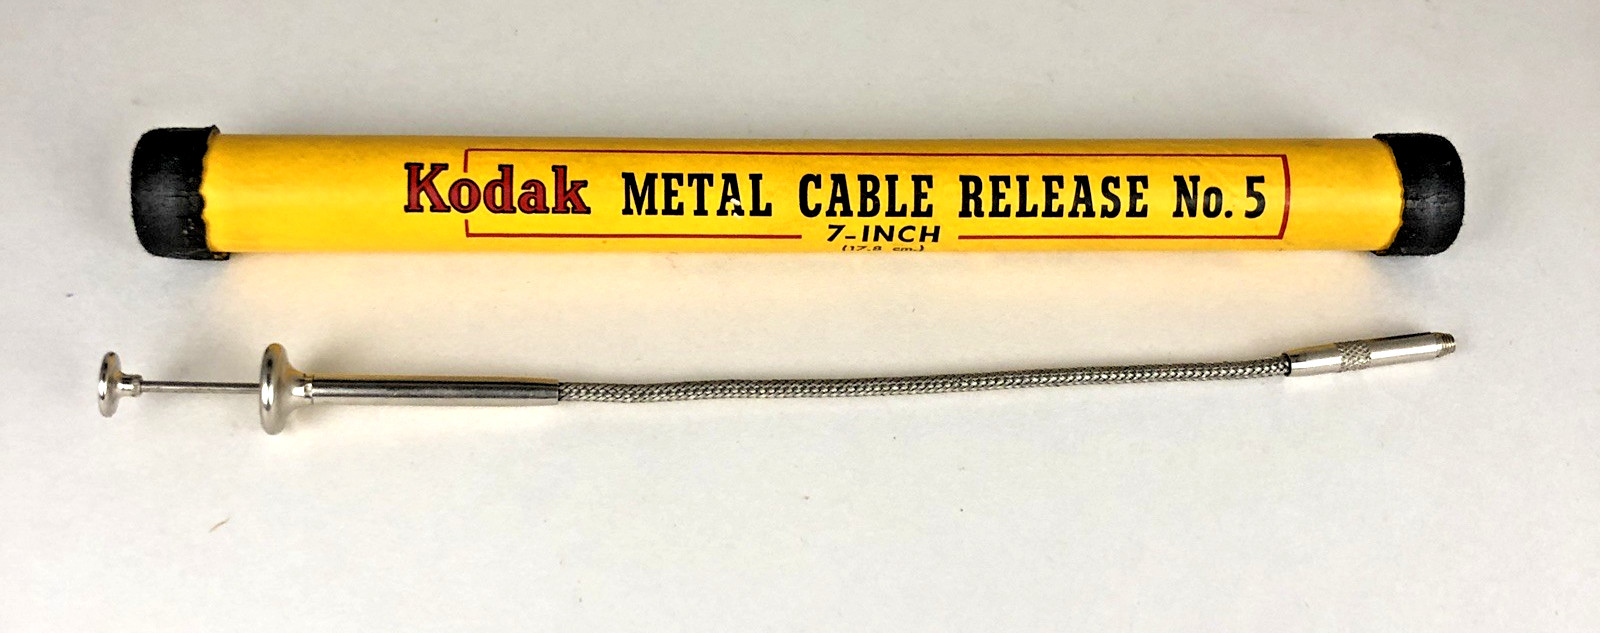 Kodak METAL CABLE RELEASE No. 5
7-INCH
(17.8 cm.)